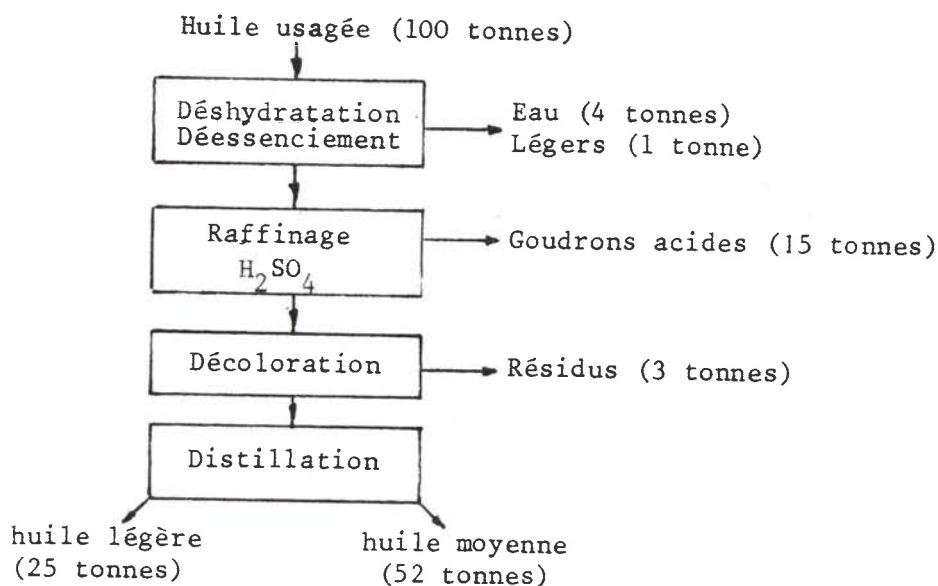 Huile usagée (100 tonnes)
Déshydratation
Déessenciement
Eau (4 tonnes)
Légers (1 tonne)
Raffinage
H2SO4
Goudrons acides (15 tonnes)
Décoloration
Résidus (3 tonnes)
Distillation
huile légère
(25 tonnes)
huile moyenne
(52 tonnes)